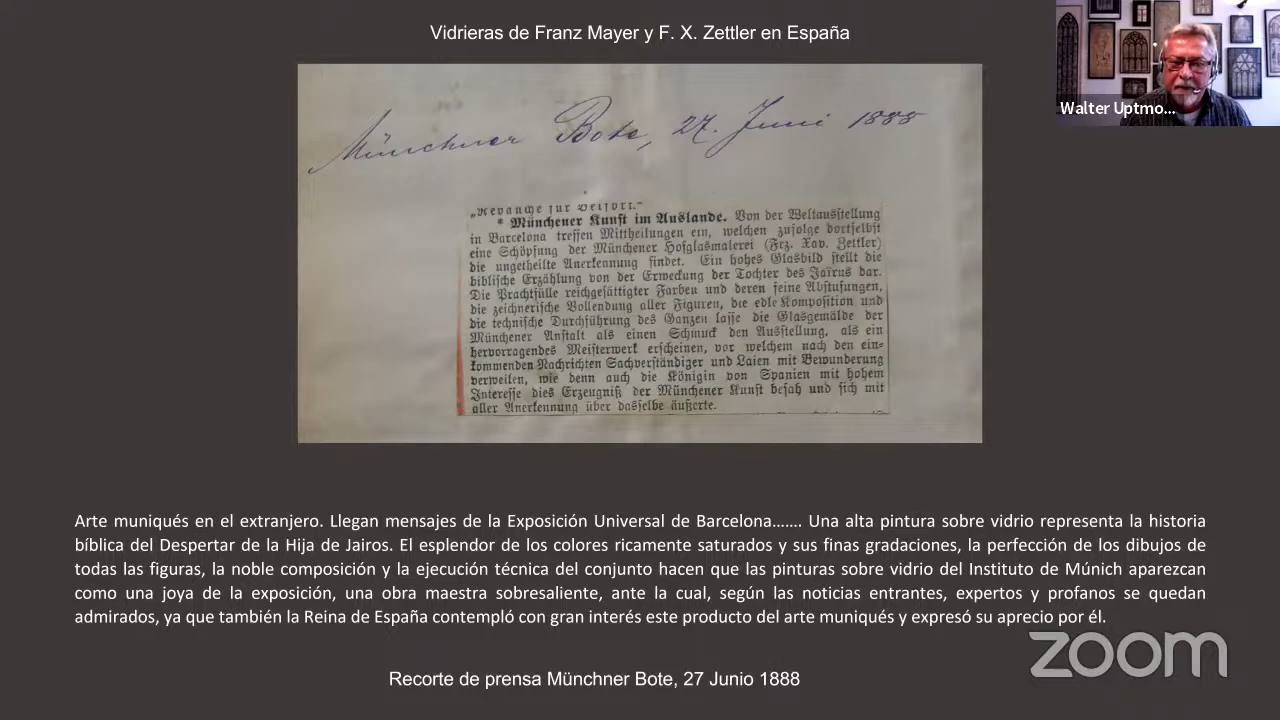 Vidrieras de Franz Mayer y F. X. Zettler en España
Walter Uptmo...
Münchner Bote, 27. Juni 1888
„Revanche für Belfort.“
* Münchener Kunst im Auslande. Von der Weltausstellung
in Barcelona treffen Mittheilungen ein, welchen zufolge dortselbst
eine Schöpfung der Münchener Hofglasmalerei (Frz. Xav. Zettler)
die ungetheilte Anerkennung findet. Ein hohes Glasbild stellt die
biblische Erzählung von der Erweckung der Tochter des Jaïrus dar.
Die Prachtfülle reichgesättigter Farben und deren feine Abstufungen,
die zeichnerische Vollendung aller Figuren, die edle Komposition und
die technische Durchführung des Ganzen lasse die Glasgemälde der
Münchener Anstalt als einen Schmuck den Ausstellung, als ein
hervorragendes Meisterwerk erscheinen, vor welchem nach den ein-
kommenden Nachrichten Sachverständizer und Laien mit Bewunderung
verweilen, wie denn auch die Königin von Spanien mit hohem
Interesse dies Erzeugniß der Münchener Kunst besah und sich mit
aller Anerkennung über dasselbe äußerte.
Arte muniqués en el extranjero. Llegan mensajes de la Exposición Universal de Barcelona....... Una alta pintura sobre vidrio representa la historia
bíblica del Despertar de la Hija de Jairos. El esplendor de los colores ricamente saturados y sus finas gradaciones, la perfección de los dibujos de
todas las figuras, la noble composición y la ejecución técnica del conjunto hacen que las pinturas sobre vidrio del Instituto de Múnich aparezcan
como una joya de la exposición, una obra maestra sobresaliente, ante la cual, según las noticias entrantes, expertos y profanos se quedan
admirados, ya que también la Reina de España contempló con gran interés este producto del arte muniqués y expresó su aprecio por él.
zoom
Recorte de prensa Münchner Bote, 27 Junio 1888